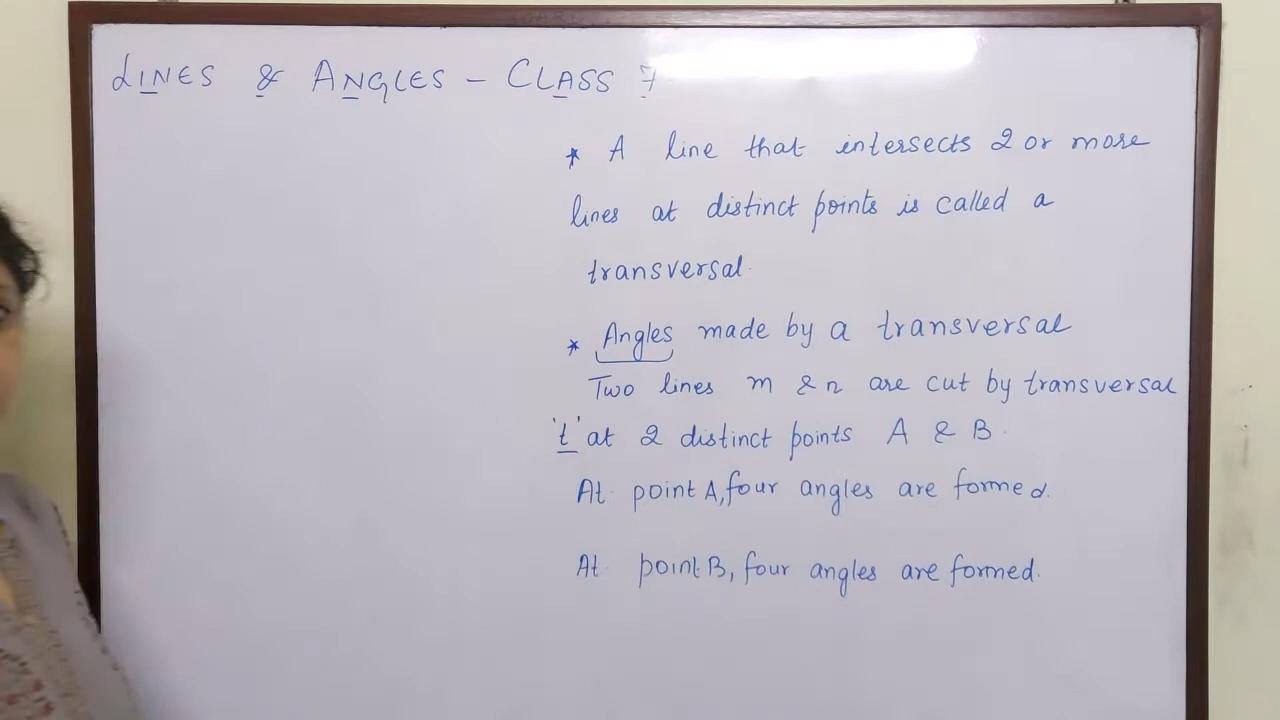 LINES & ANGLES - CLASS 7
* A line that intersects 2 or more
lines at distinct points is called a
transversal.
* Angles made by a transversal
Two lines m & n are cut by transversal
't' at 2 distinct points A & B.
At point A, four angles are formed.
At point B, four angles are formed.